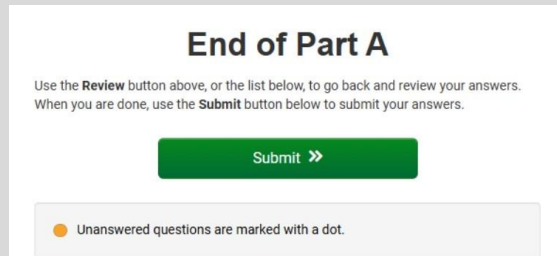 End of Part A
Use the Review button above, or the list below, to go back and review your answers.
When you are done, use the Submit button below to submit your answers.
Submit »
Unanswered questions are marked with a dot.